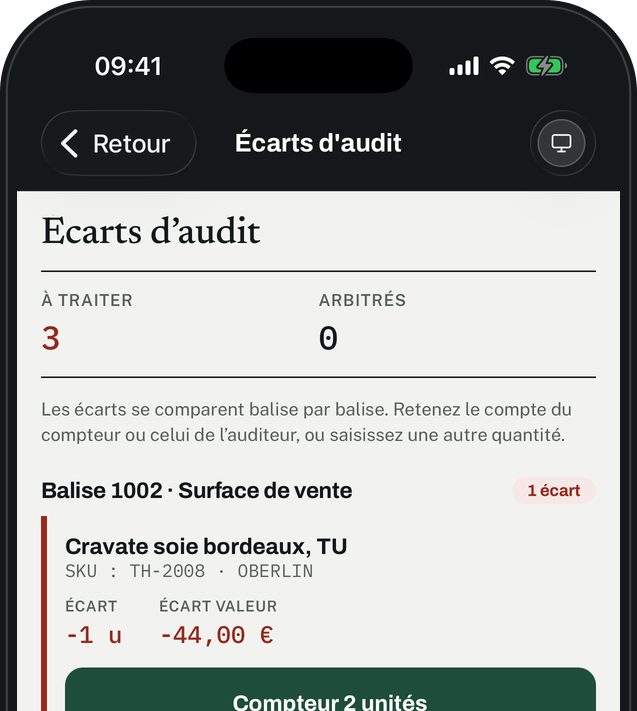 09:41
Retour
Écarts d'audit
Ecarts d’audit
À TRAITER
ARBITRÉS
3
0
Les écarts se comparent balise par balise. Retenez le compte du
compteur ou celui de l’auditeur, ou saisissez une autre quantité.
Balise 1002 · Surface de vente
1 écart
Cravate soie bordeaux, TU
SKU : TH-2008 · OBERLIN
ÉCART
ÉCART VALEUR
-1 u
-44,00 €
Compteur 2 unités